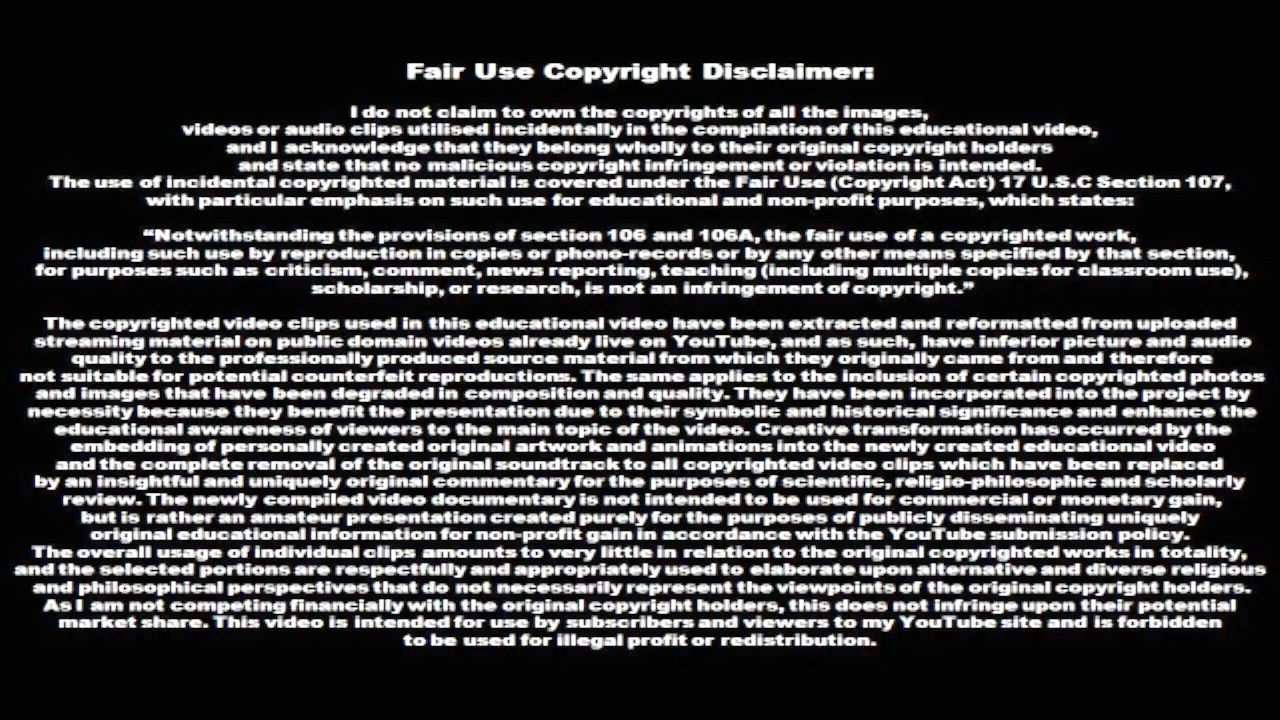 Fair Use Copyright Disclaimer:
I do not claim to own the copyrights of all the images,
videos or audio clips utilised incidentally in the compilation of this educational video,
and I acknowledge that they belong wholly to their original copyright holders
and state that no malicious copyright infringement or violation is intended.
The use of incidental copyrighted material is covered under the Fair Use (Copyright Act) 17 U.S.C Section 107,
with particular emphasis on such use for educational and non-profit purposes, which states:
“Notwithstanding the provisions of section 106 and 106A, the fair use of a copyrighted work,
including such use by reproduction in copies or phono-records or by any other means specified by that section,
for purposes such as criticism, comment, news reporting, teaching (including multiple copies for classroom use),
scholarship, or research, is not an infringement of copyright.”
The copyrighted video clips used in this educational video have been extracted and reformatted from uploaded
streaming material on public domain videos already live on YouTube, and as such, have inferior picture and audio
quality to the professionally produced source material from which they originally came from and therefore
not suitable for potential counterfeit reproductions. The same applies to the inclusion of certain copyrighted photos
and images that have been degraded in composition and quality. They have been incorporated into the project by
necessity because they benefit the presentation due to their symbolic and historical significance and enhance the
educational awareness of viewers to the main topic of the video. Creative transformation has occurred by the
embedding of personally created original artwork and animations into the newly created educational video
and the complete removal of the original soundtrack to all copyrighted video clips which have been replaced
by an insightful and uniquely original commentary for the purposes of scientific, religio-philosophic and scholarly
review. The newly compiled video documentary is not intended to be used for commercial or monetary gain,
but is rather an amateur presentation created purely for the purposes of publicly disseminating uniquely
original educational information for non-profit gain in accordance with the YouTube submission policy.
The overall usage of individual clips amounts to very little in relation to the original copyrighted works in totality,
and the selected portions are respectfully and appropriately used to elaborate upon alternative and diverse religious
and philosophical perspectives that do not necessarily represent the viewpoints of the original copyright holders.
As I am not competing financially with the original copyright holders, this does not infringe upon their potential
market share. This video is intended for use by subscribers and viewers to my YouTube site and is forbidden
to be used for illegal profit or redistribution.